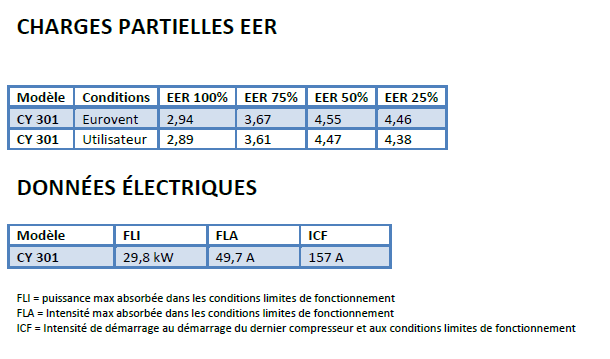 CHARGES PARTIELLES EER
Modèle Conditions EER 100% EER 75% EER 50% EER 25%
CY 301 Eurovent 2,94 3,67 4,55 4,46
CY 301 Utilisateur 2,89 3,61 4,47 4,38
DONNÉES ÉLECTRIQUES
Modèle FLI FLA ICF
CY 301 29,8 kW 49,7 A 157 A
FLI = puissance max absorbée dans les conditions limites de fonctionnement
FLA = Intensité max absorbée dans les conditions limites de fonctionnement
ICF = Intensité de démarrage au démarrage du dernier compresseur et aux conditions limites de fonctionnement